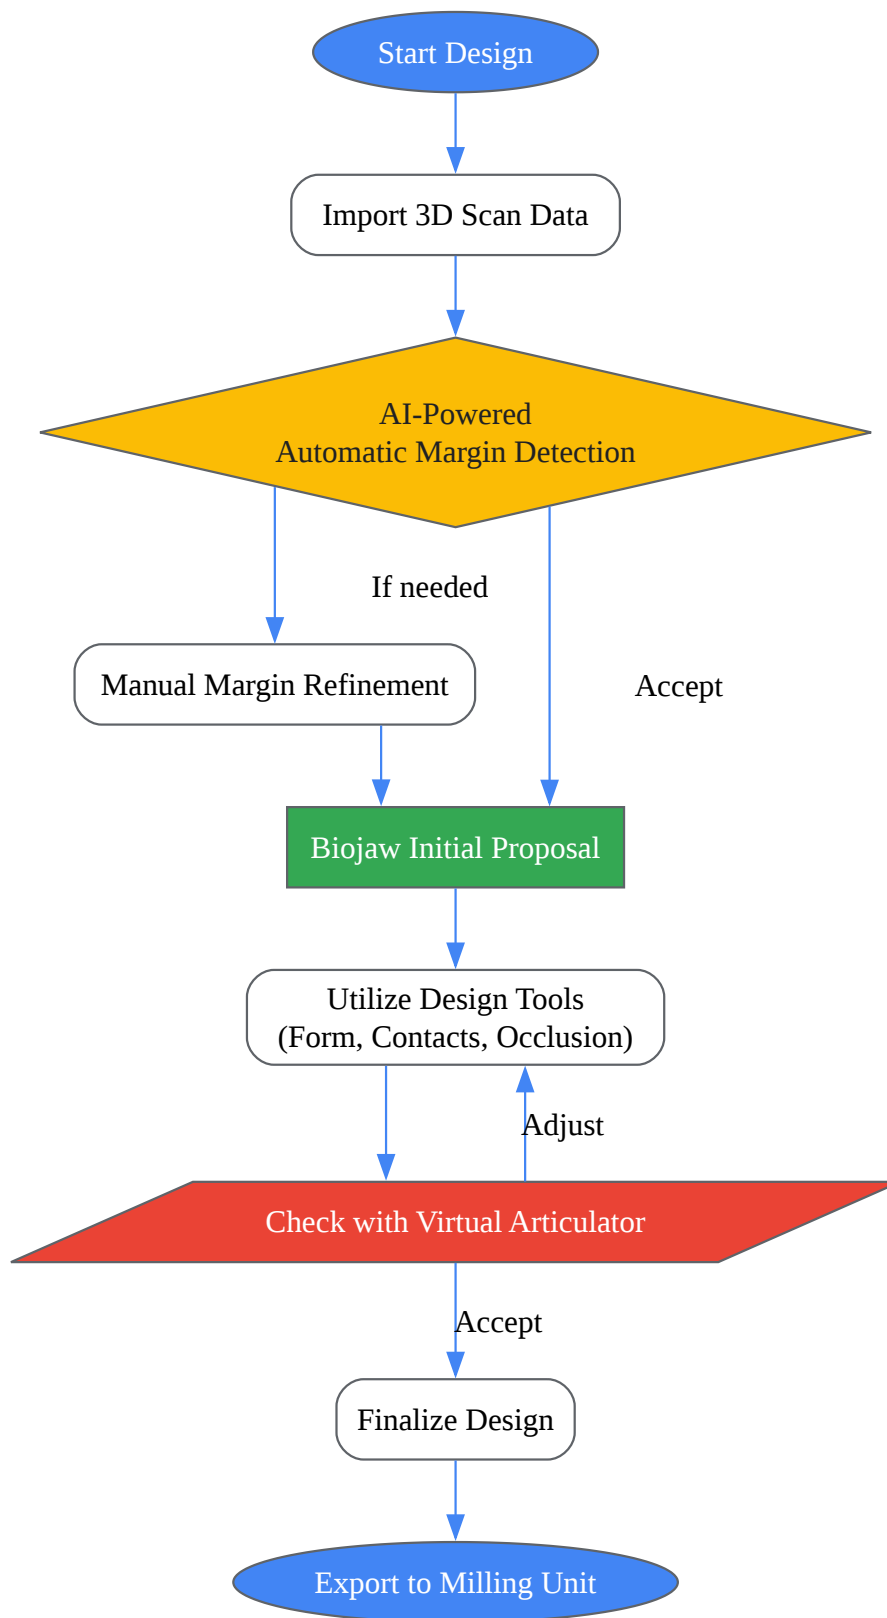 Start Design
Import 3D Scan Data
AI-Powered
Automatic Margin Detection
If needed
Manual Margin Refinement
Accept
Biojaw Initial Proposal
Utilize Design Tools
(Form, Contacts, Occlusion)
Adjust
Check with Virtual Articulator
Accept
Finalize Design
Export to Milling Unit